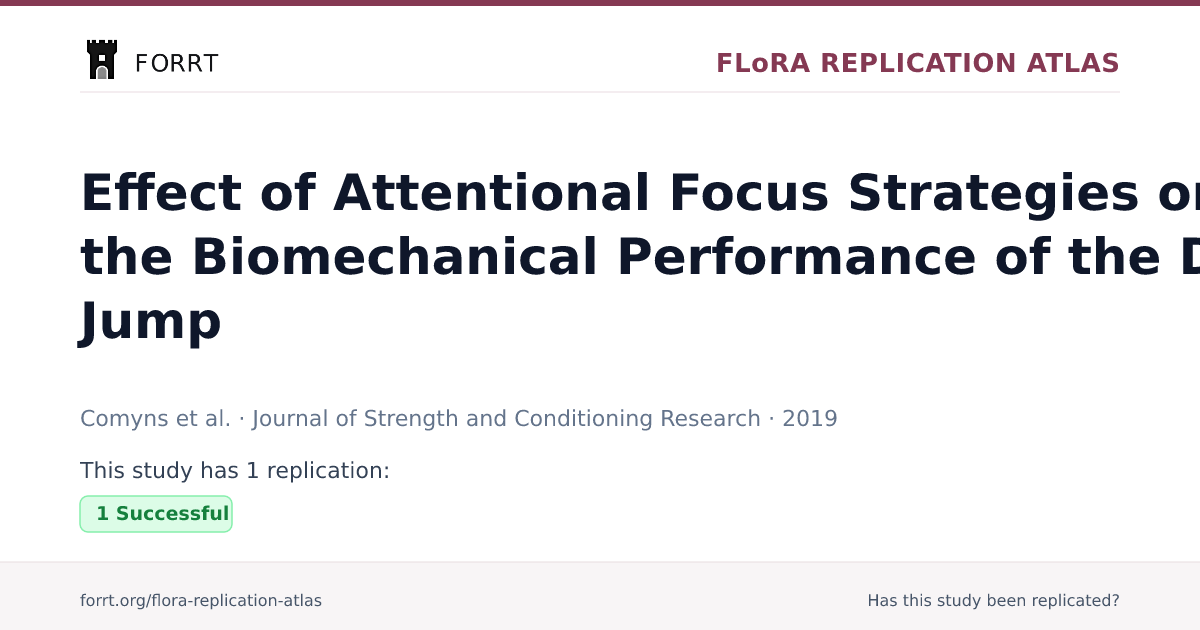 FORRT
FLoRA REPLICATION ATLAS
Effect of Attentional Focus Strategies
the Biomechanical Performance of the
Jump
Comyns et al. · Journal of Strength and Conditioning Research · 2019
This study has 1 replication:
1 Successful
forrt.org/flora-replication-atlas
Has this study been replicated?